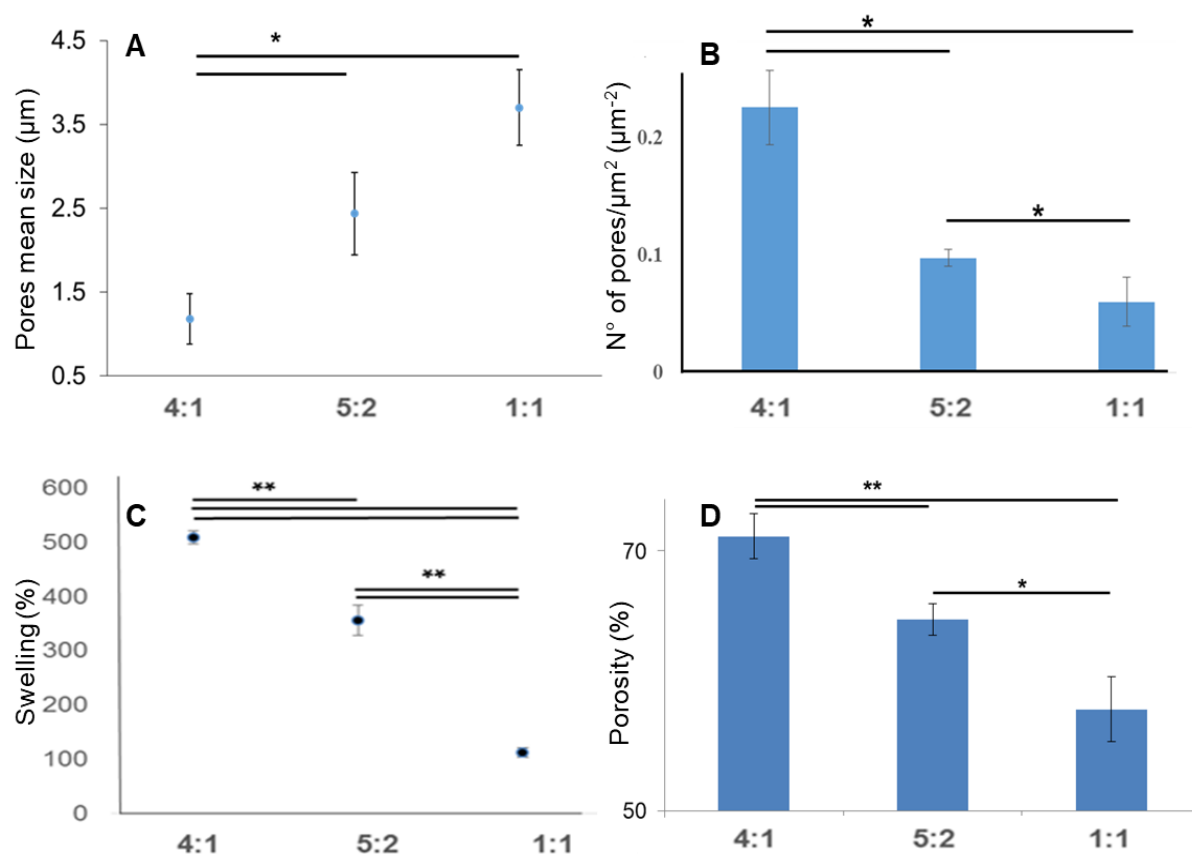 A
*
Pores mean size (μm)
4.5
3.5
2.5
1.5
0.5
4:1 5:2 1:1
B
*
*
N° of pores/μm² (μm⁻²)
0.2
0.1
0
4:1 5:2 1:1
C
**
**
Swelling (%)
600
500
400
300
200
100
0
4:1 5:2 1:1
D
**
*
Porosity (%)
70
50
4:1 5:2 1:1